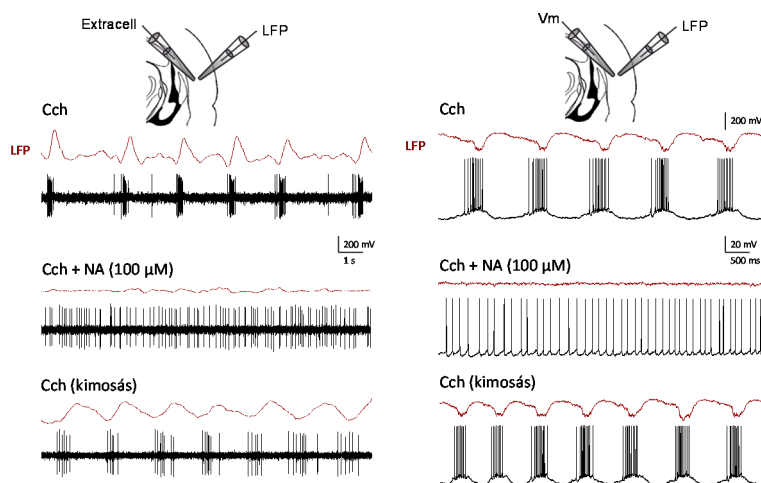 Extracell
LFP
Cch
LFP
200 mV
1 s
Cch + NA (100 µM)
Cch (kimosás)
Vm
LFP
Cch
200 mV
LFP
20 mV
500 ms
Cch + NA (100 µM)
Cch (kimosás)